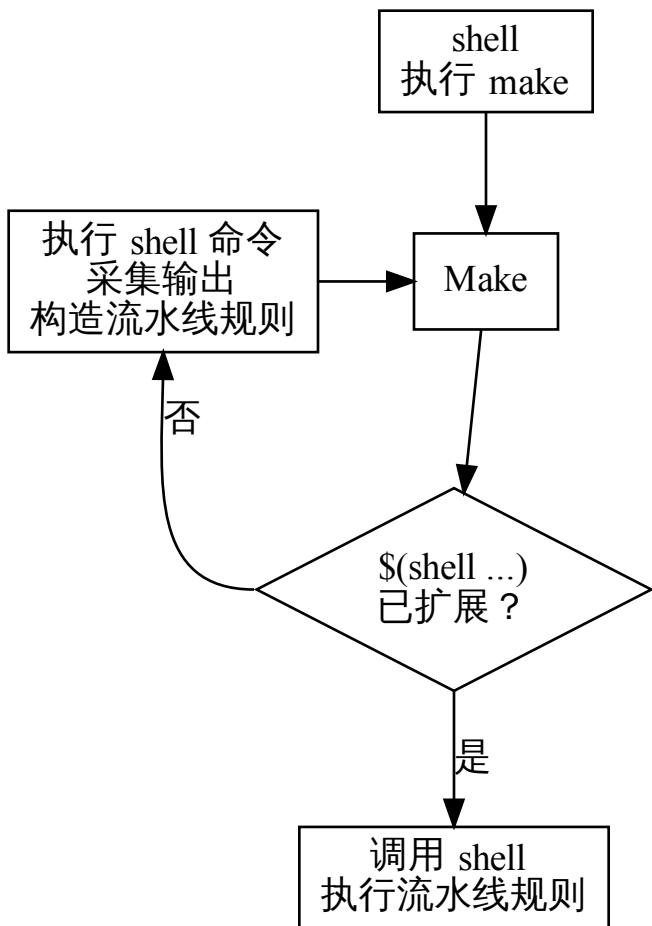 shell
执行 make
执行 shell 命令
采集输出
构造流水线规则
Make
否
$(shell ...)
已扩展？
是
调用 shell
执行流水线规则